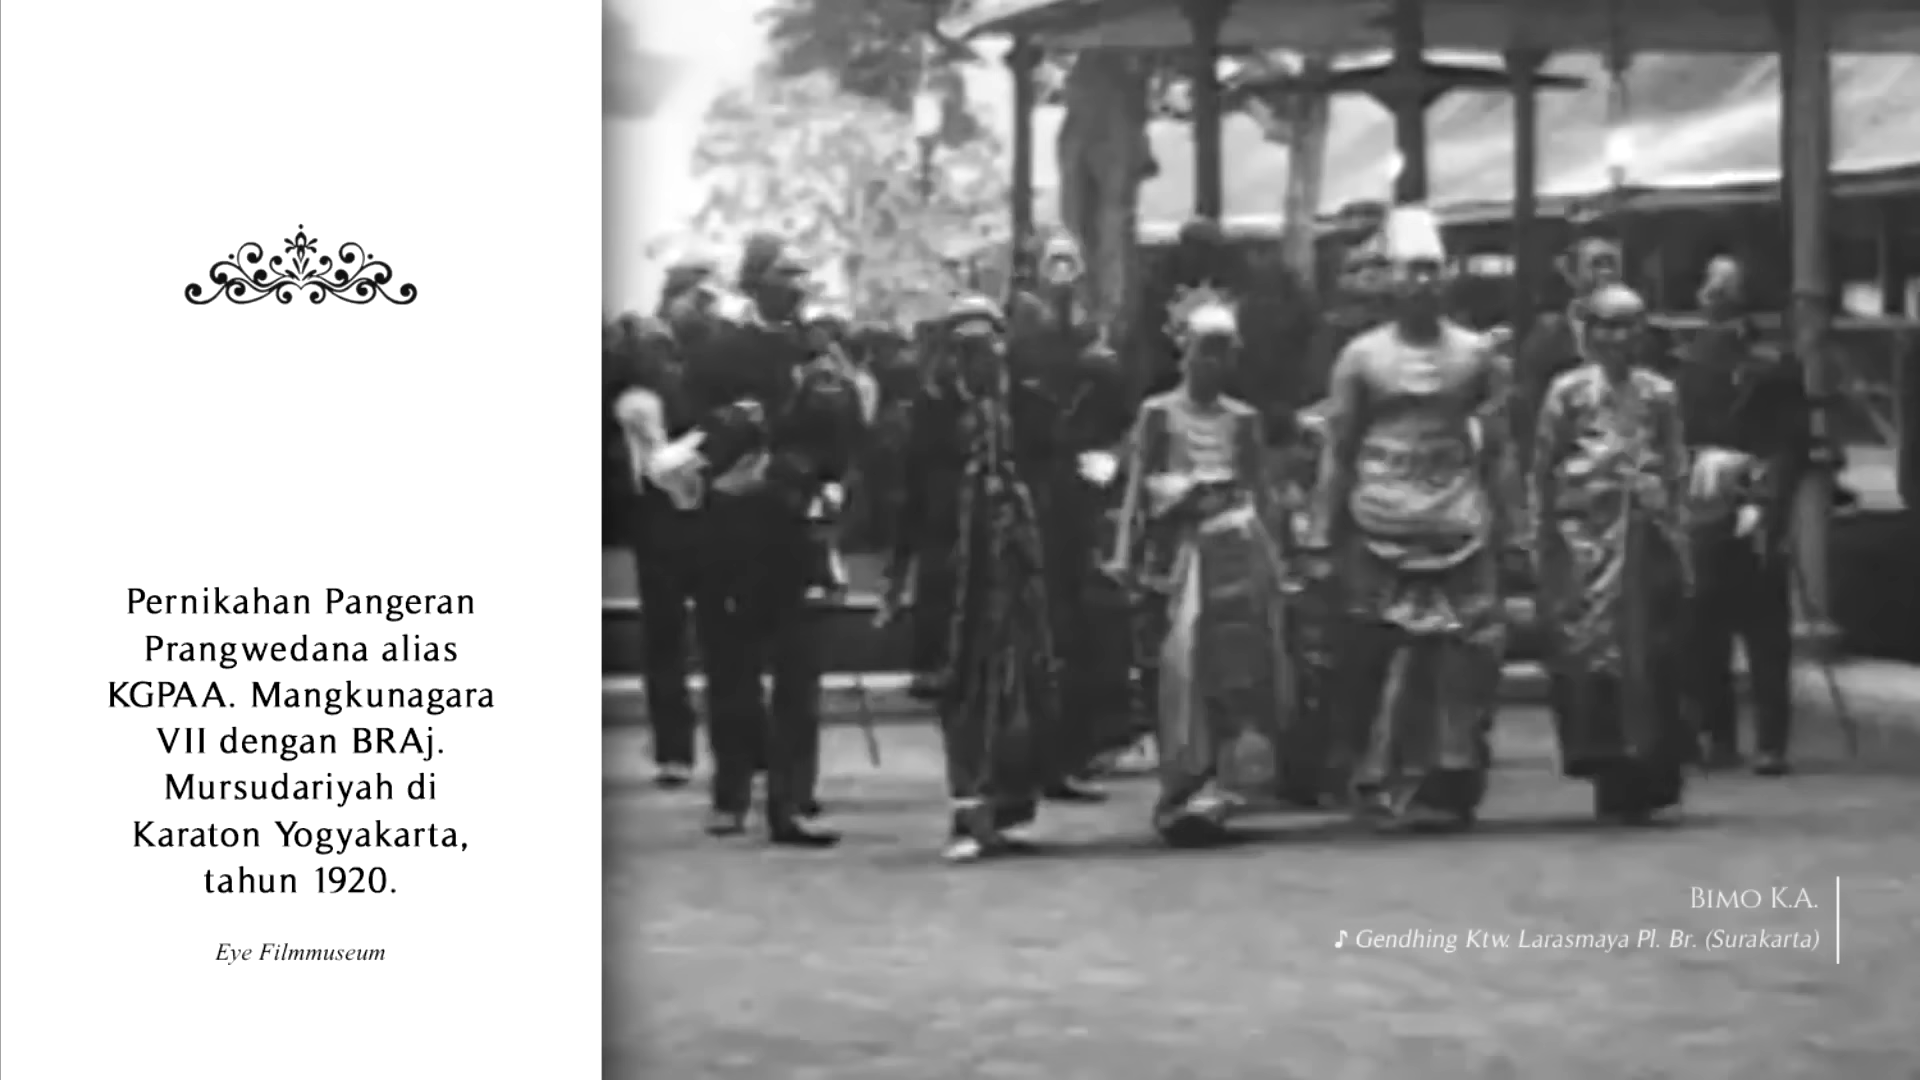 Pernikahan Pangeran
Prangwedana alias
KGPAA. Mangkunagara
VII dengan BRAj.
Mursudariyah di
Karaton Yogyakarta,
tahun 1920.
Eye Filmmuseum
BIMO K.A.
♪ Gendhing Ktw. Larasmaya Pl. Br. (Surakarta)